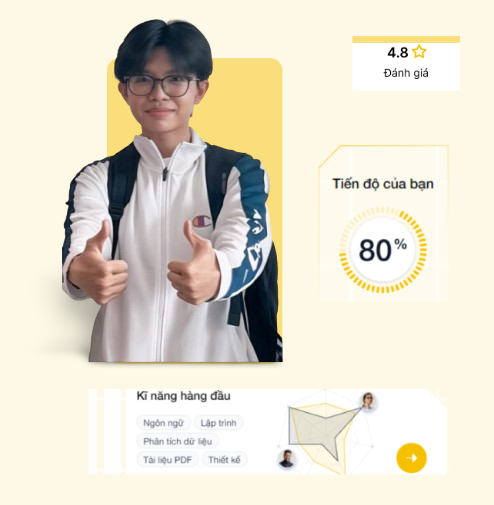 4.8
Đánh giá
Tiến độ của bạn
80%
Kĩ năng hàng đầu
Ngôn ngữ Lập trình
Phân tích dữ liệu
Tài liệu PDF Thiết kế